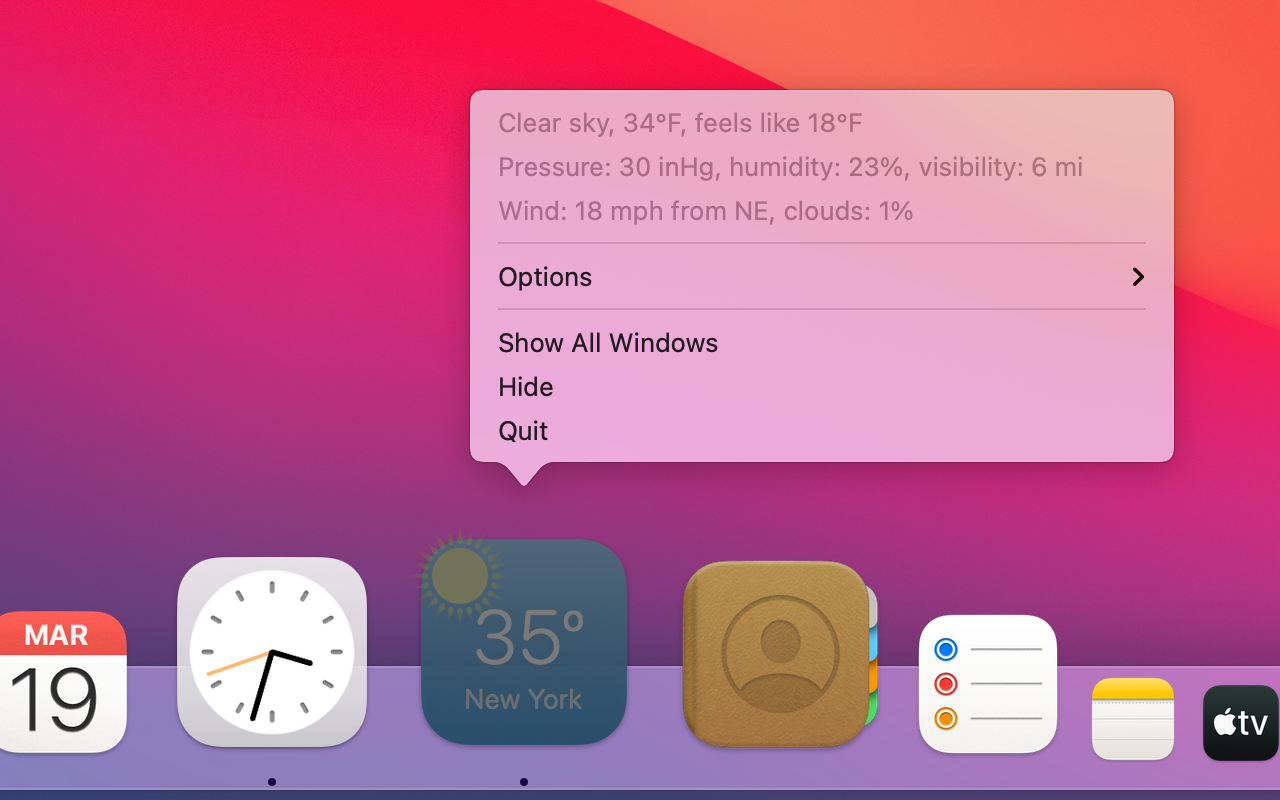 Clear sky, 34°F, feels like 18°F
Pressure: 30 inHg, humidity: 23%, visibility: 6 mi
Wind: 18 mph from NE, clouds: 1%
Options
Show All Windows
Hide
Quit
MAR
19
35°
New York
tv